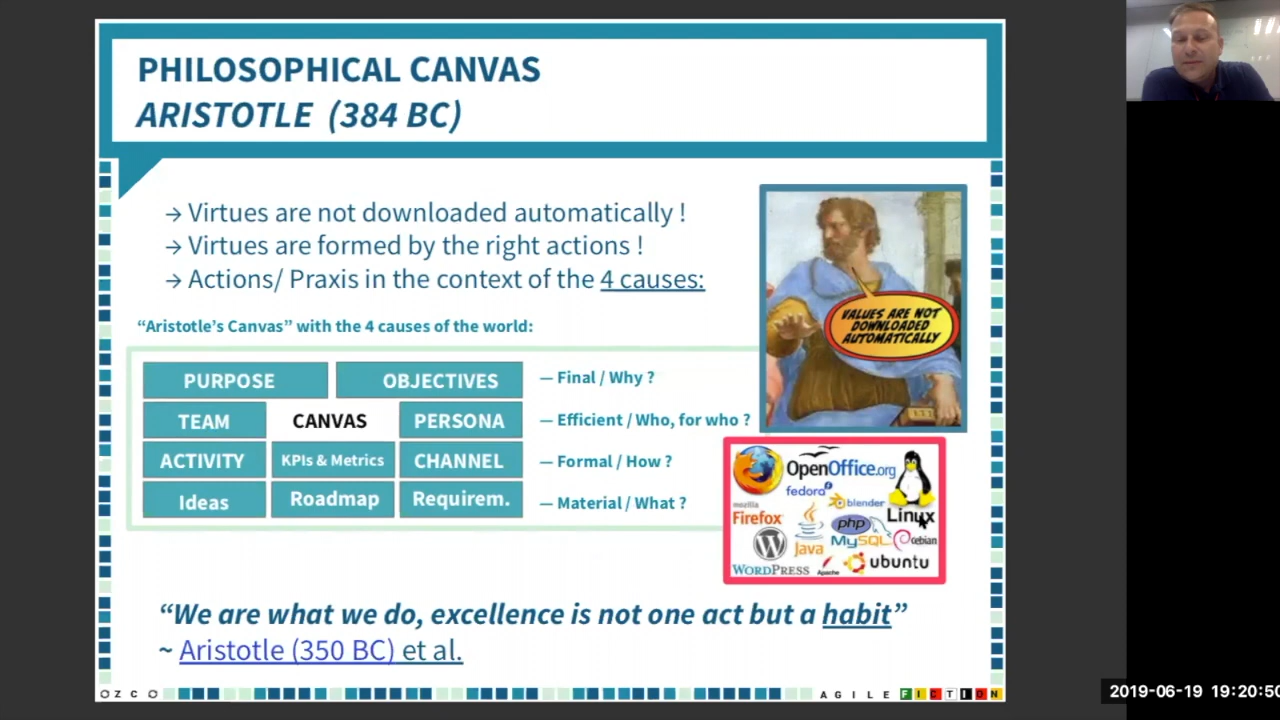 PHILOSOPHICAL CANVAS
ARISTOTLE (384 BC)
→ Virtues are not downloaded automatically !
→ Virtues are formed by the right actions !
→ Actions/ Praxis in the context of the 4 causes:
“Aristotle’s Canvas” with the 4 causes of the world:
PURPOSE OBJECTIVES — Final / Why ?
TEAM CANVAS PERSONA — Efficient / Who, for who ?
ACTIVITY KPIs & Metrics CHANNEL — Formal / How ?
Ideas Roadmap Requirem. — Material / What ?
VALUES ARE NOT
DOWNLOADED
AUTOMATICALLY
OpenOffice.org
fedora
blender
mozilla
Firefox
Linux
php
Java
MySQL
debian
WORDPRESS
Apache
ubuntu
“We are what we do, excellence is not one act but a habit”
~ Aristotle (350 BC) et al.
OZCO
AGILE FICTION
2019-06-19 19:20:50